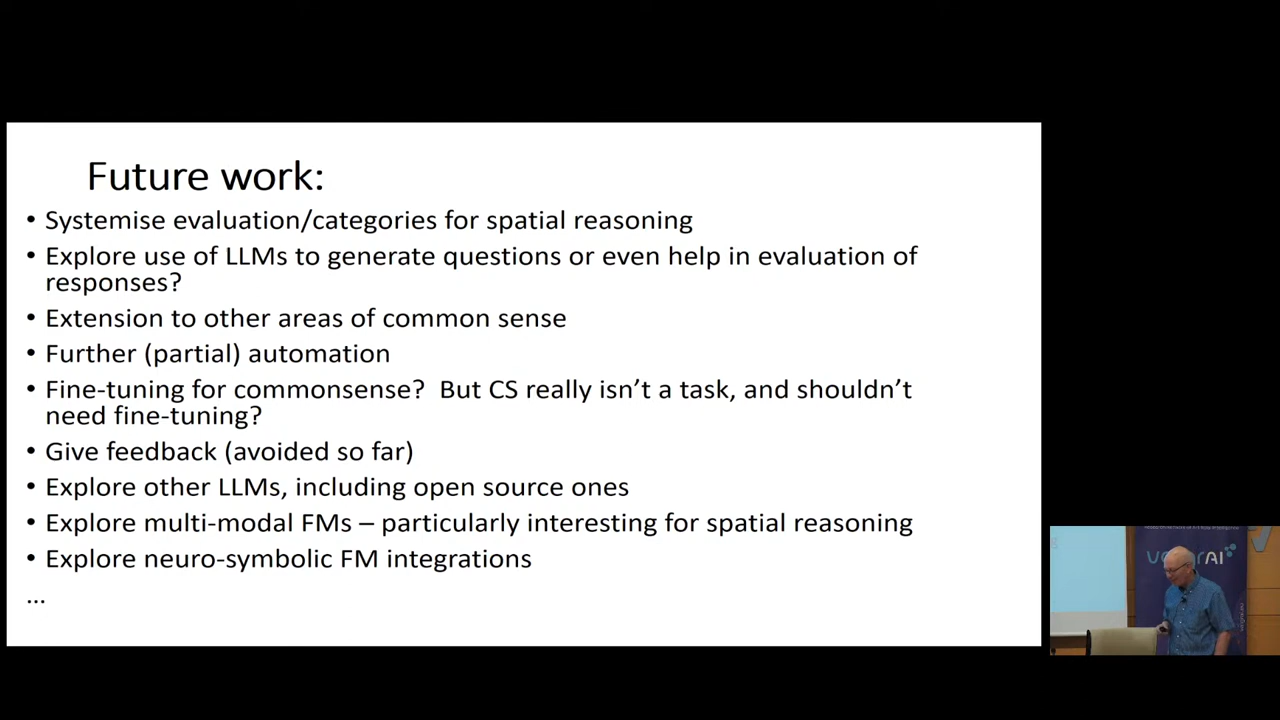 Future work:
• Systemise evaluation/categories for spatial reasoning
• Explore use of LLMs to generate questions or even help in evaluation of
responses?
• Extension to other areas of common sense
• Further (partial) automation
• Fine-tuning for commonsense?  But CS really isn’t a task, and shouldn’t
need fine-tuning?
• Give feedback (avoided so far)
• Explore other LLMs, including open source ones
• Explore multi-modal FMs – particularly interesting for spatial reasoning
• Explore neuro-symbolic FM integrations
...